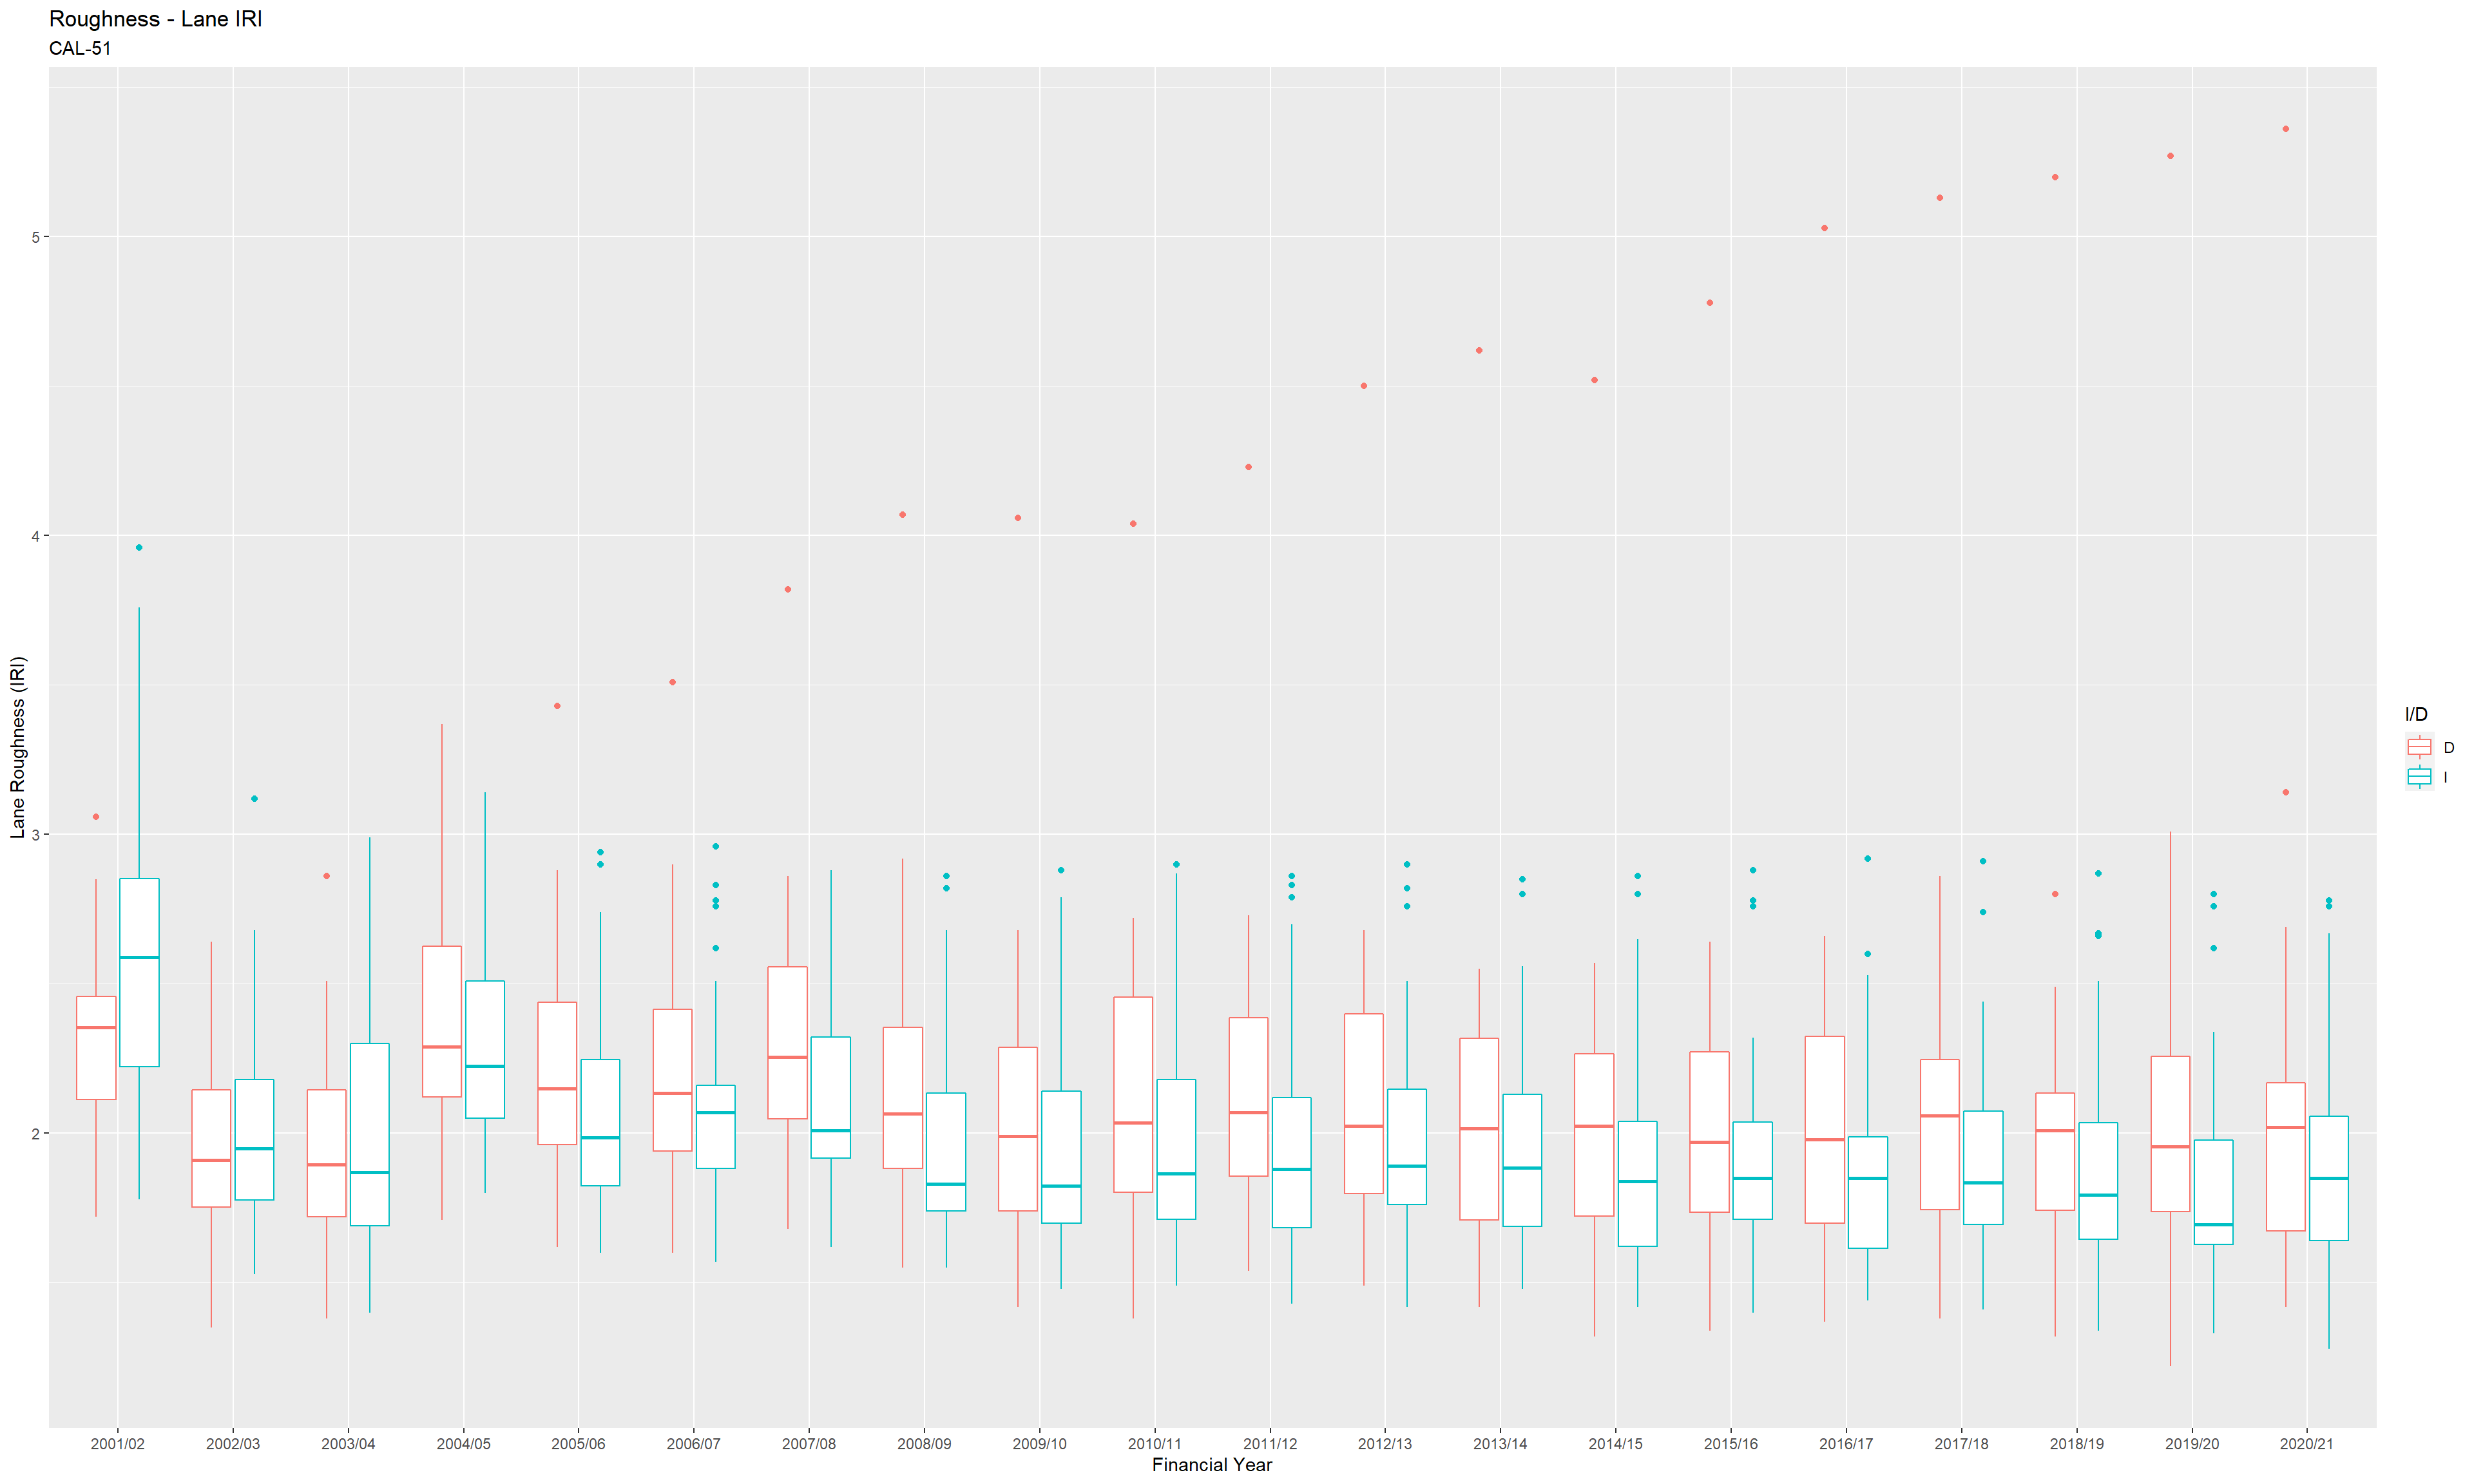 Roughness - Lane IRI
CAL-51
Lane Roughness (IRI)
5
4
3
2
2001/02 2002/03 2003/04 2004/05 2005/06 2006/07 2007/08 2008/09 2009/10 2010/11 2011/12 2012/13 2013/14 2014/15 2015/16 2016/17 2017/18 2018/19 2019/20 2020/21
Financial Year
I/D
D
I